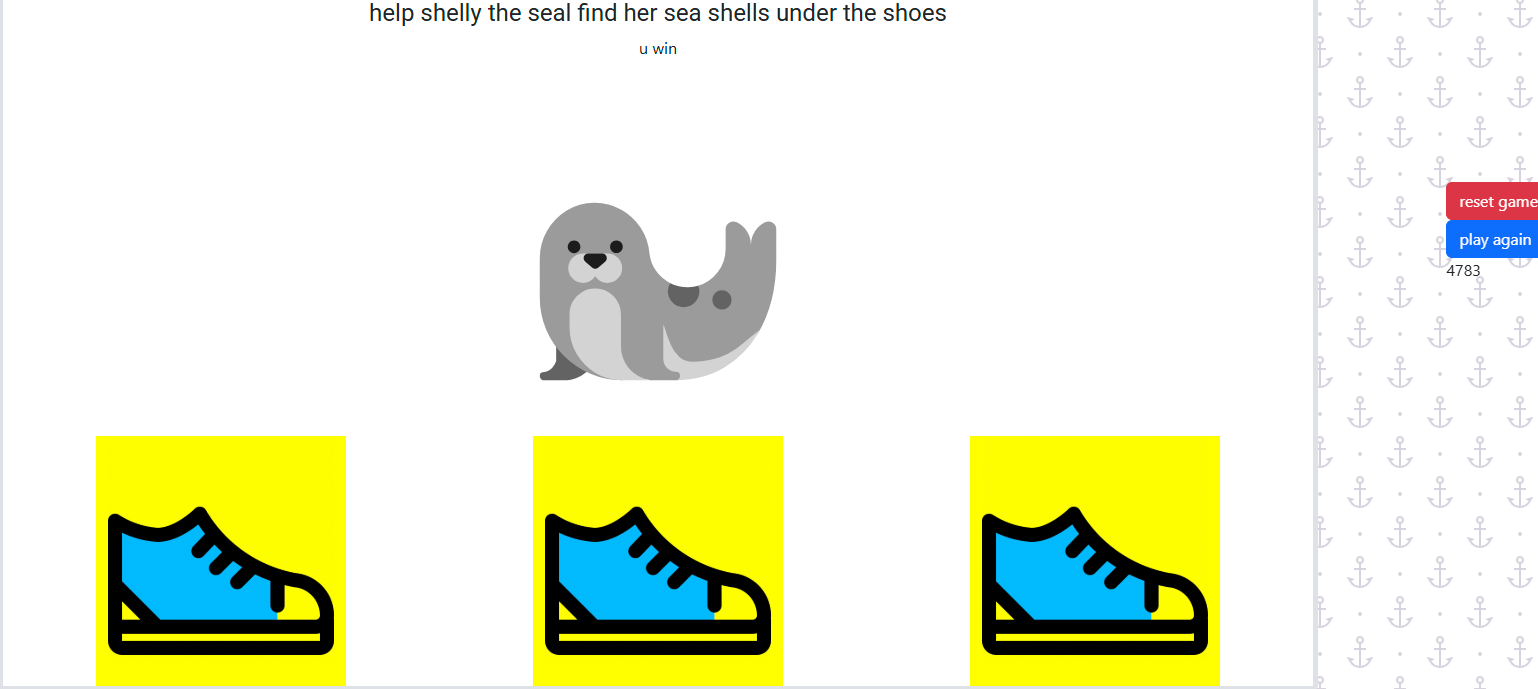 help shelly the seal find her sea shells under the shoes
u win
reset game
play again
4783